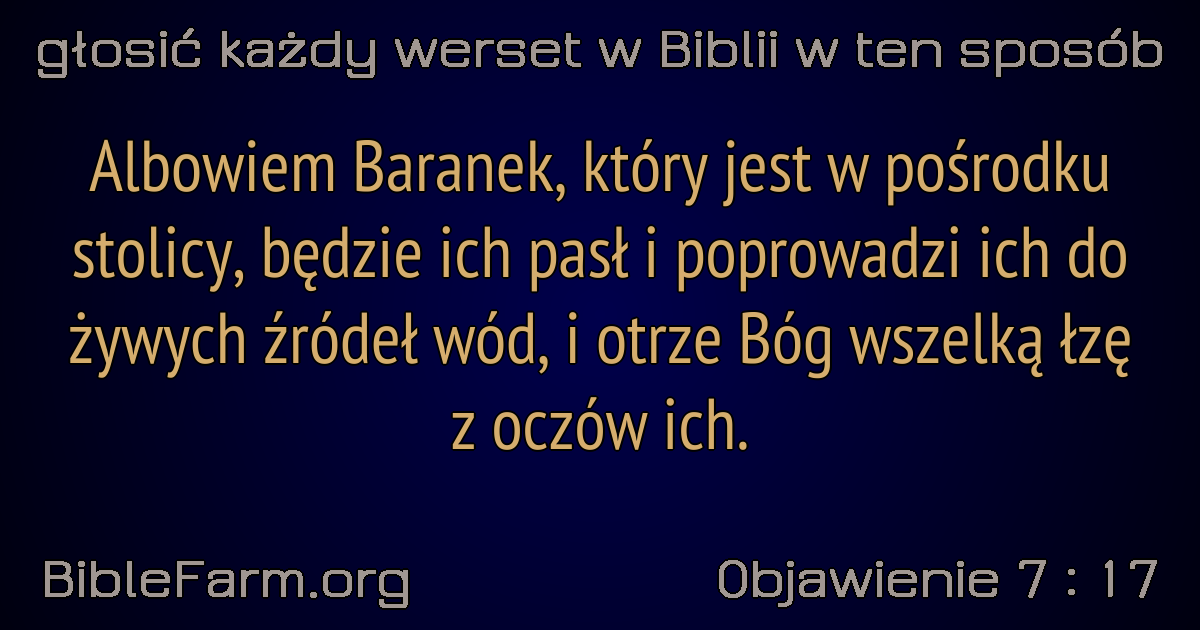 głosić każdy werset w Biblii w ten sposób
Albowiem Baranek, który jest w pośrodku
stolicy, będzie ich pasł i poprowadzi ich do
żywych źródeł wód, i otrze Bóg wszelką łzę
z oczów ich.
BibleFarm.org
Objawienie 7 : 17